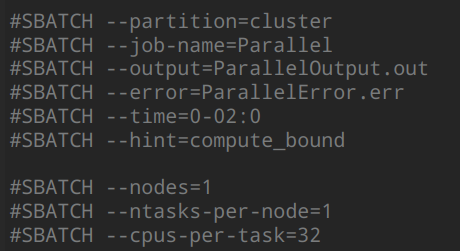 #SBATCH --partition=cluster
#SBATCH --job-name=Parallel
#SBATCH --output=ParallelOutput.out
#SBATCH --error=ParallelError.err
#SBATCH --time=0-02:0
#SBATCH --hint=compute_bound
#SBATCH --nodes=1
#SBATCH --ntasks-per-node=1
#SBATCH --cpus-per-task=32